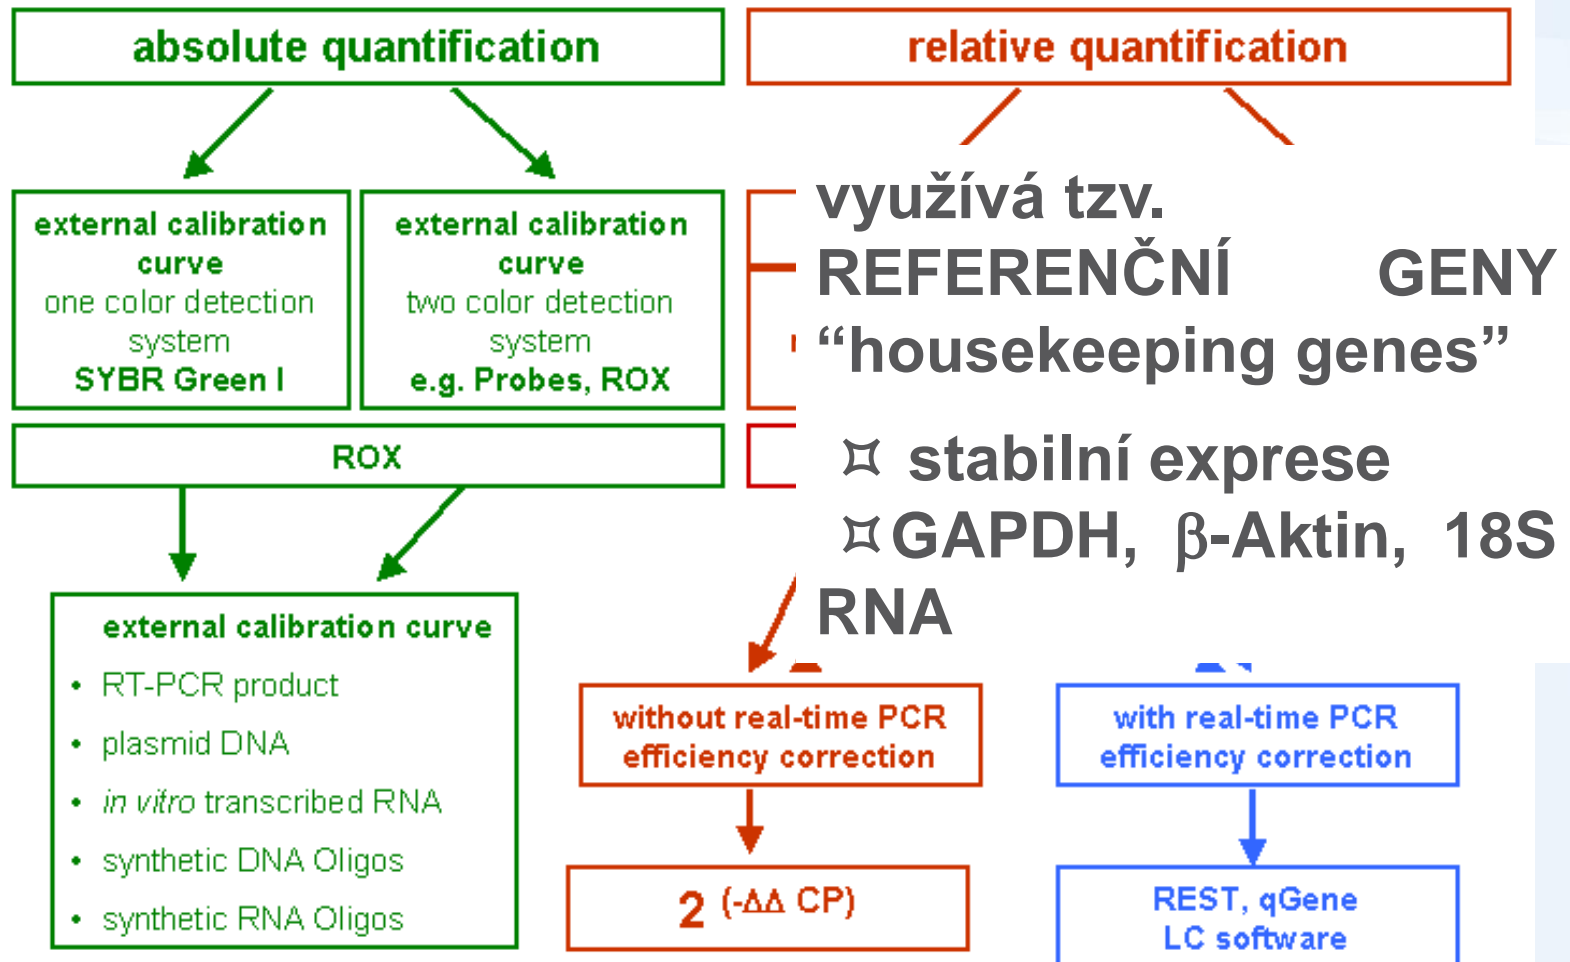 absolute quantification
relative quantification
external calibration
curve
one color detection
system
SYBR Green I
external calibration
curve
two color detection
system
e.g. Probes, ROX
využívá tzv.
REFERENČNÍ GENY
“housekeeping genes”
¤ stabilní exprese
¤GAPDH, β-Aktin, 18S
RNA
ROX
external calibration curve
• RT-PCR product
• plasmid DNA
• in vitro transcribed RNA
• synthetic DNA Oligos
• synthetic RNA Oligos
without real-time PCR
efficiency correction
2 (-ΔΔ CP)
with real-time PCR
efficiency correction
REST, qGene
LC software